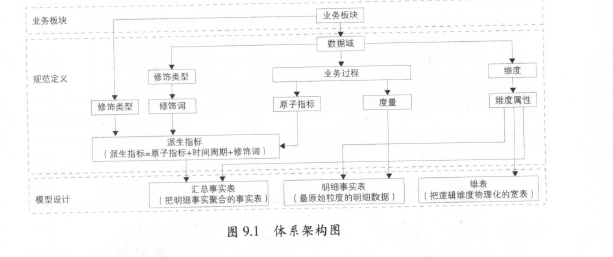 业务板块
业务板块
数据域
规范定义
修饰类型
业务过程
维度
修饰类型
修饰词
原子指标
度量
维度属性
派生指标
(派生指标=原子指标+时间周期+修饰词)
模型设计
汇总事实表
(把明细事实聚合的事实表)
明细事实表
(最原始粒度的明细数据)
维表
(把逻辑维度物理化的宽表)
图 9.1 体系架构图